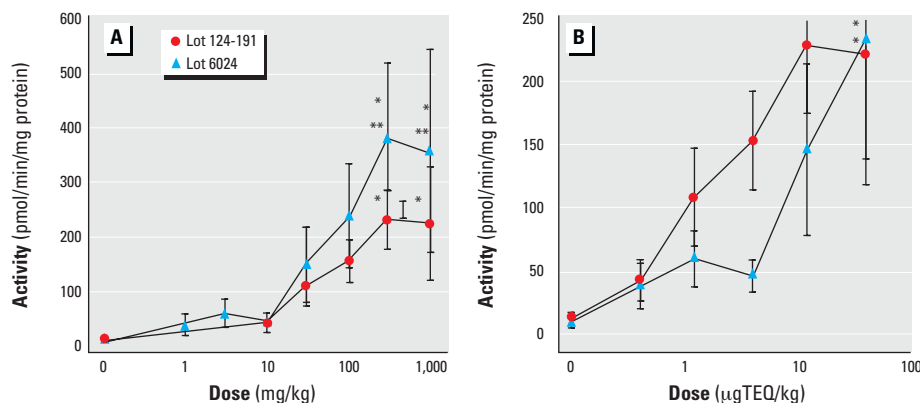 A
Lot 124-191
Lot 6024
600
500
400
300
200
100
0
Activity (pmol/min/mg protein)
0 1 10 100 1,000
Dose (mg/kg)
*
**
*
**
*
*
B
250
200
150
100
50
0
Activity (pmol/min/mg protein)
0 1 10 100
Dose (μgTEQ/kg)
*
*